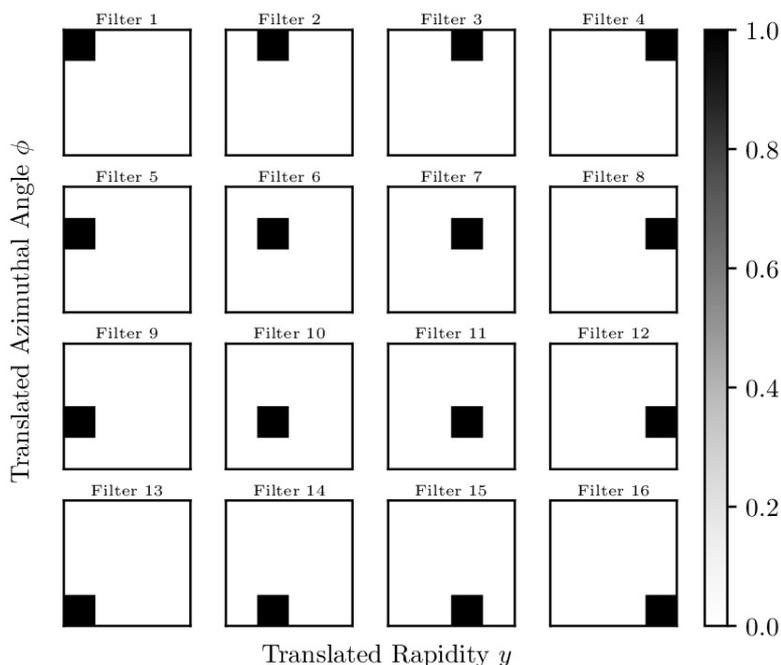 Filter 1 Filter 2 Filter 3 Filter 4
Filter 5 Filter 6 Filter 7 Filter 8
Filter 9 Filter 10 Filter 11 Filter 12
Filter 13 Filter 14 Filter 15 Filter 16
Translated Azimuthal Angle ϕ
Translated Rapidity y
1.0
0.8
0.6
0.4
0.2
0.0